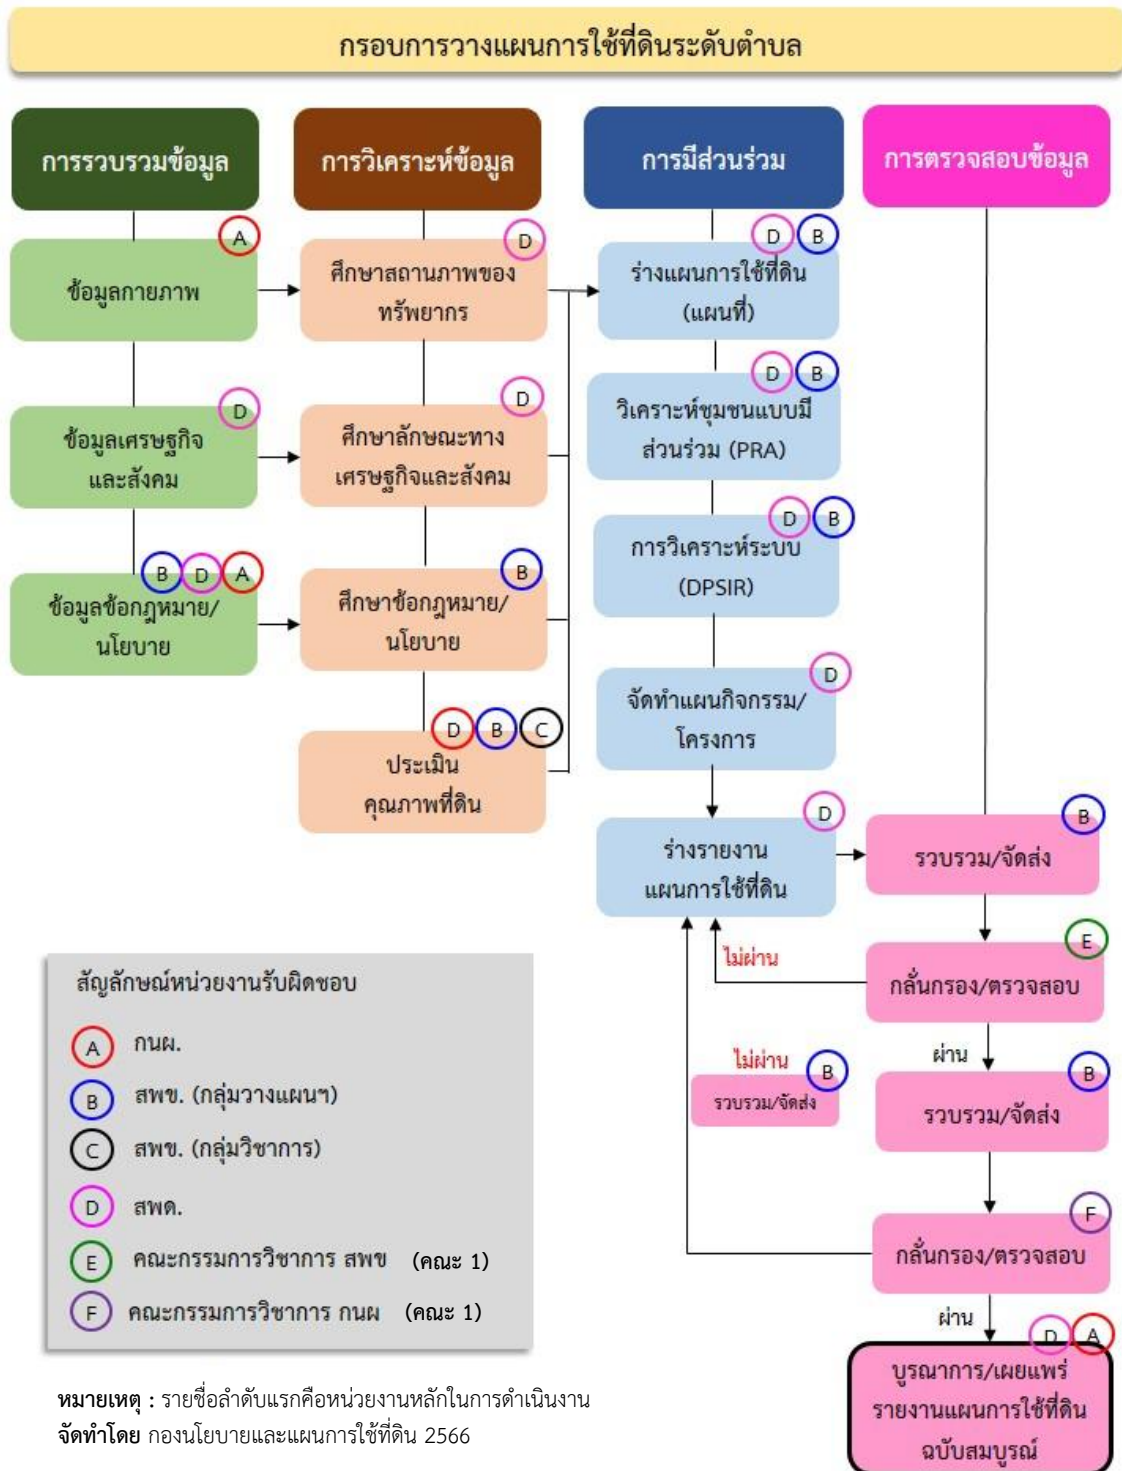 กรอบการวางแผนการใช้ที่ดินระดับตำบล
การรวบรวมข้อมูล
การวิเคราะห์ข้อมูล
การมีส่วนร่วม
การตรวจสอบข้อมูล
A
ข้อมูลกายภาพ
D
ศึกษาสถานภาพของ
ทรัพยากร
D B
ร่างแผนการใช้ที่ดิน
(แผนที่)
D
ข้อมูลเศรษฐกิจ
และสังคม
D
ศึกษาลักษณะทาง
เศรษฐกิจและสังคม
D B
วิเคราะห์ชุมชนแบบมี
ส่วนร่วม (PRA)
B D A
ข้อมูลข้อกฎหมาย/
นโยบาย
B
ศึกษาข้อกฎหมาย/
นโยบาย
D B
การวิเคราะห์ระบบ
(DPSIR)
D B C
ประเมิน
คุณภาพที่ดิน
D
จัดทำแผนกิจกรรม/
โครงการ
D
ร่างรายงาน
แผนการใช้ที่ดิน
B
รวบรวม/จัดส่ง
E
กลั่นกรอง/ตรวจสอบ
ไม่ผ่าน
ผ่าน
ไม่ผ่าน
B
รวบรวม/จัดส่ง
B
รวบรวม/จัดส่ง
F
กลั่นกรอง/ตรวจสอบ
ผ่าน
D A
บูรณาการ/เผยแพร่
รายงานแผนการใช้ที่ดิน
ฉบับสมบูรณ์
สัญลักษณ์หน่วยงานรับผิดชอบ
A กนผ.
B สพข. (กลุ่มวางแผนฯ)
C สพข. (กลุ่มวิชาการ)
D สพด.
E คณะกรรมการวิชาการ สพข (คณะ 1)
F คณะกรรมการวิชาการ กนผ (คณะ 1)
หมายเหตุ : รายชื่อลำดับแรกคือหน่วยงานหลักในการดำเนินงาน
จัดทำโดย กองนโยบายและแผนการใช้ที่ดิน 2566